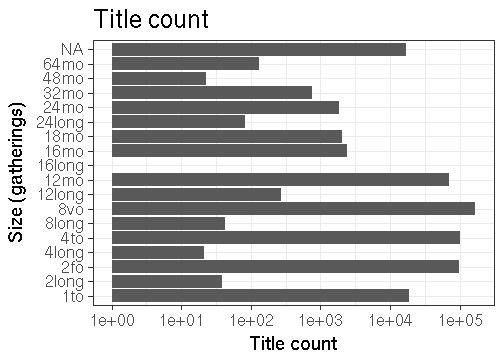 Title count
NA
64mo
48mo
32mo
24mo
24long
18mo
16mo
16long
12mo
12long
8vo
8long
4to
4long
2fo
2long
1to
Size (gatherings)
1e+00 1e+01 1e+02 1e+03 1e+04 1e+05
Title count